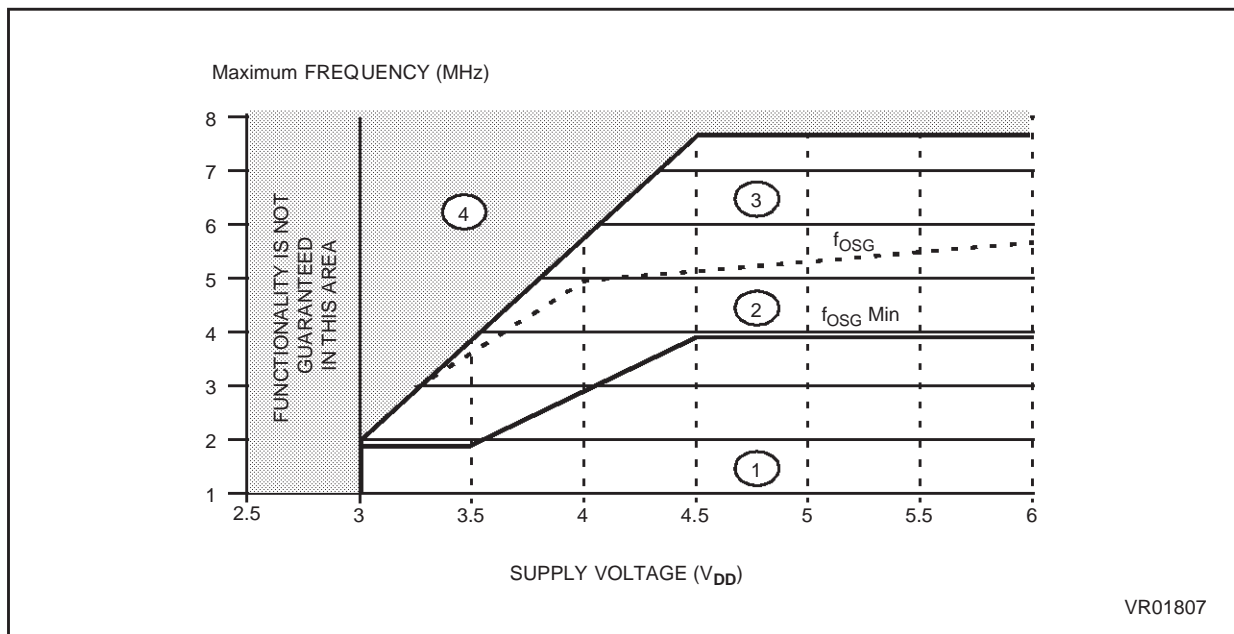 Maximum FREQUENCY (MHz)
8
7
6
5
4
3
2
1
FUNCTIONALITY IS NOT
GUARANTEED
IN THIS AREA
4
3
fOSG
2
fOSG Min
1
2.5
3
3.5
4
4.5
5
5.5
6
SUPPLY VOLTAGE (VDD)
VR01807